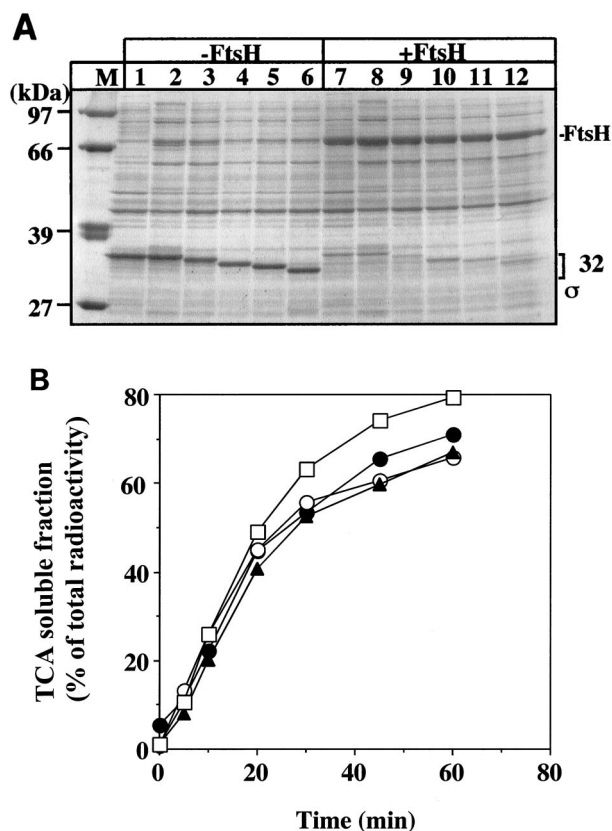 A
-FtsH +FtsH
M 1 2 3 4 5 6 7 8 9 10 11 12
(kDa)
97
-FtsH
66
39
32
σ
27
B
80
60
40
20
0
0 20 40 60 80
TCA soluble fraction
(% of total radioactivity)
Time (min)